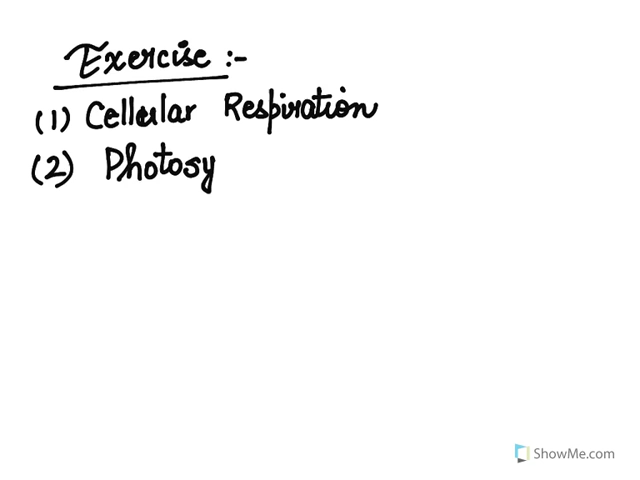 Exercise :-
(1) Cellular Respiration
(2) Photosy
ShowMe.com